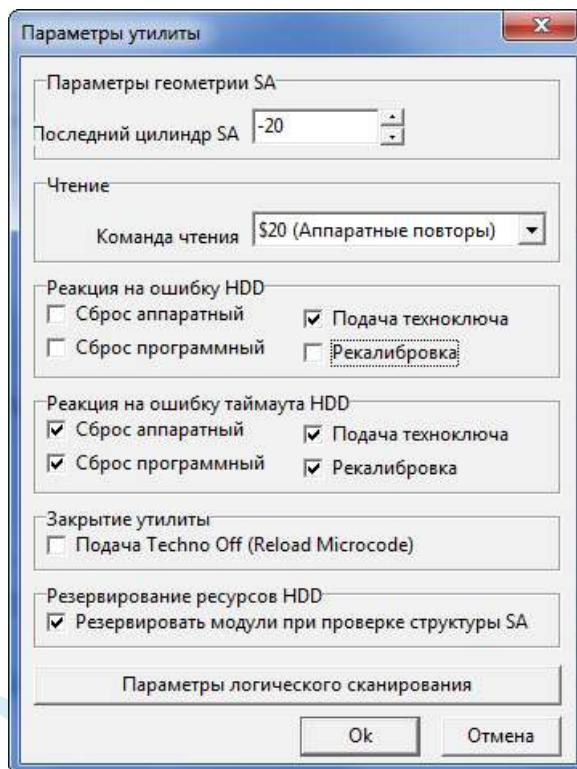 Параметры утилиты
Параметры геометрии SA
Последний цилиндр SA -20
Чтение
Команда чтения $20 (Аппаратные повторы)
Реакция на ошибку HDD
Сброс аппаратный Подача техноключа
Сброс программный Рекалибровка
Реакция на ошибку таймаута HDD
Сброс аппаратный Подача техноключа
Сброс программный Рекалибровка
Закрытие утилиты
Подача Techno Off (Reload Microcode)
Резервирование ресурсов HDD
Резервировать модули при проверке структуры SA
Параметры логического сканирования
Ok Отмена